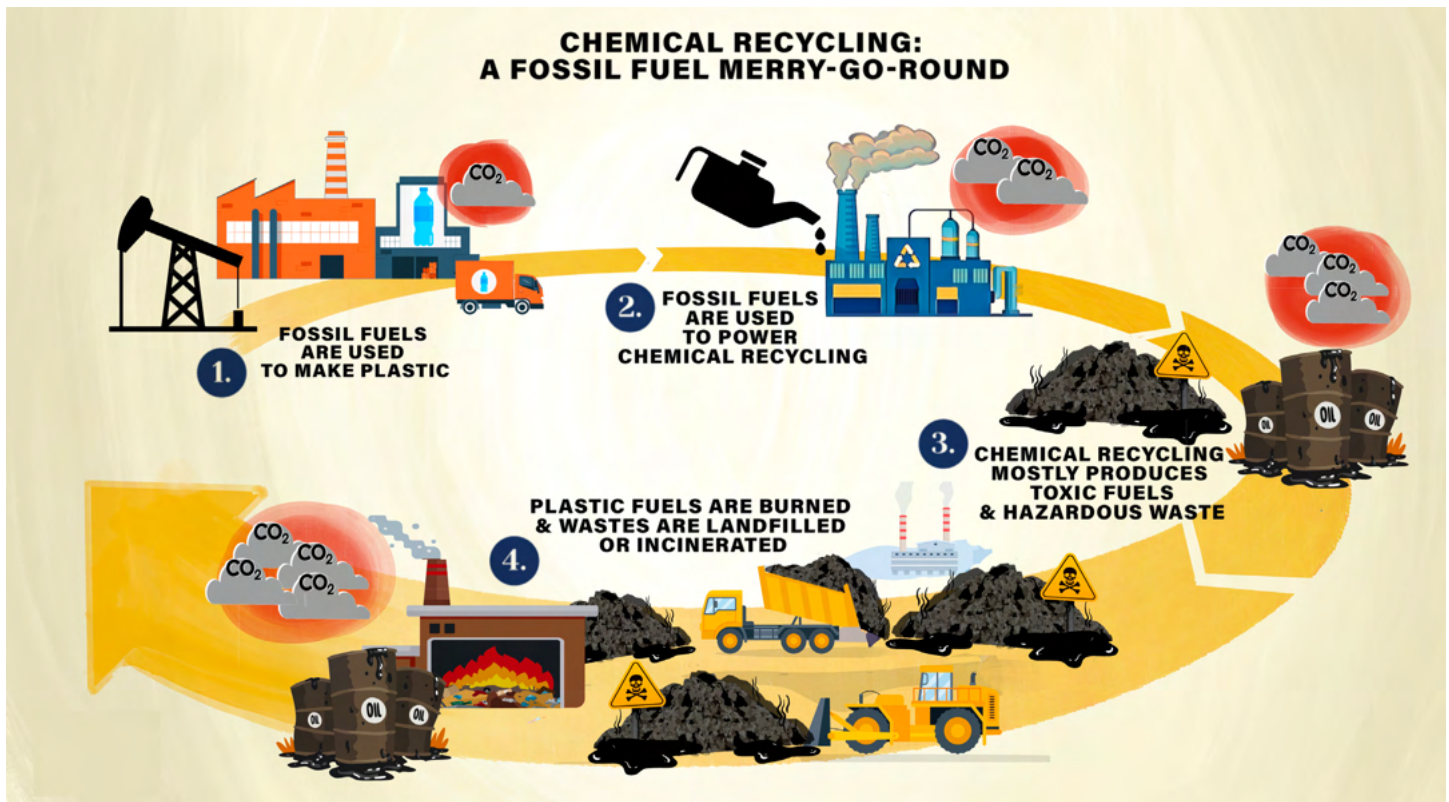 CHEMICAL RECYCLING:
A FOSSIL FUEL MERRY-GO-ROUND
CO2
1.
FOSSIL FUELS
ARE USED
TO MAKE PLASTIC
CO2
CO2
2.
FOSSIL FUELS
ARE USED
TO POWER
CHEMICAL RECYCLING
CO2
CO2
CO2
OIL
OIL
OIL
3.
CHEMICAL RECYCLING
MOSTLY PRODUCES
TOXIC FUELS
& HAZARDOUS WASTE
4.
PLASTIC FUELS ARE BURNED
& WASTES ARE LANDFILLED
OR INCINERATED
CO2
CO2
CO2
CO2
OIL
OIL
OIL